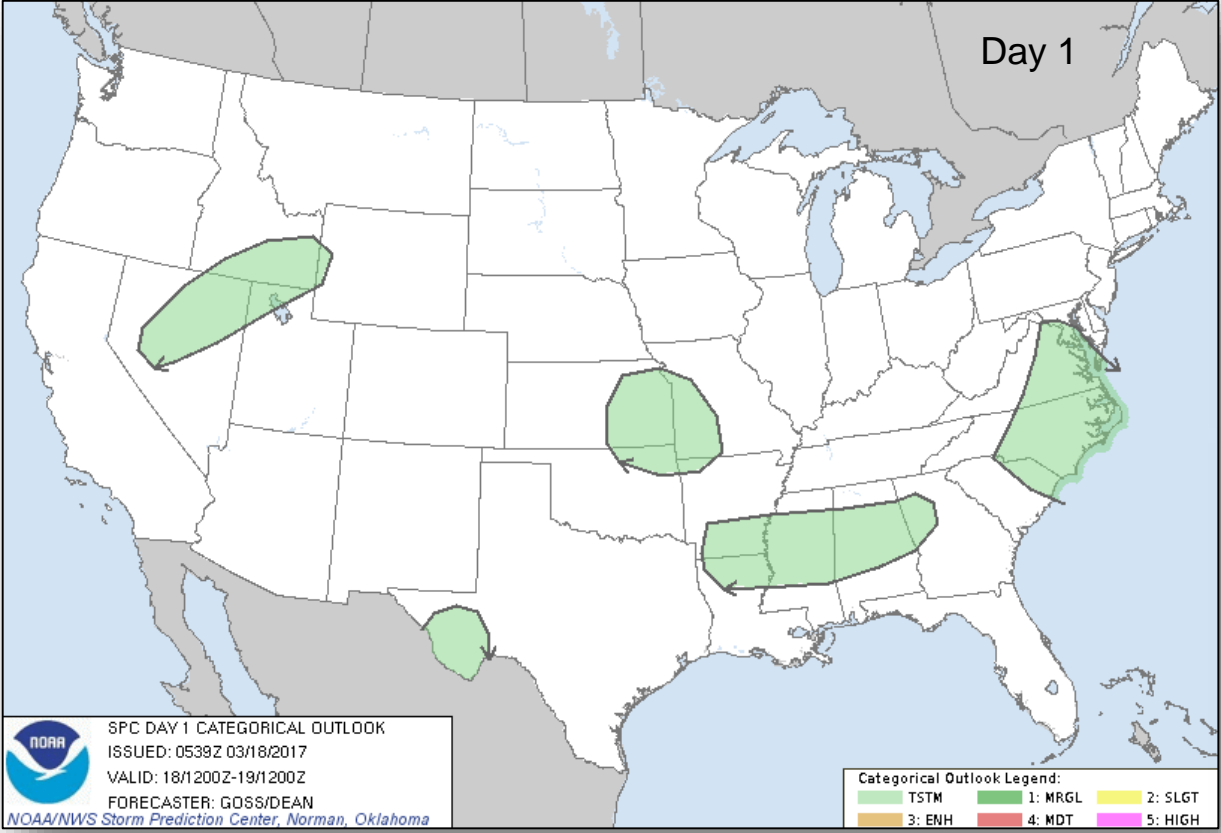 Day 1
NOAA
SPC DAY 1 CATEGORICAL OUTLOOK
ISSUED: 0539Z 03/18/2017
VALID: 18/1200Z-19/1200Z
FORECASTER: GOSS/DEAN
NOAA/NWS Storm Prediction Center, Norman, Oklahoma
Categorical Outlook Legend:
TSTM 1: MRGL 2: SLGT
3: ENH 4: MDT 5: HIGH